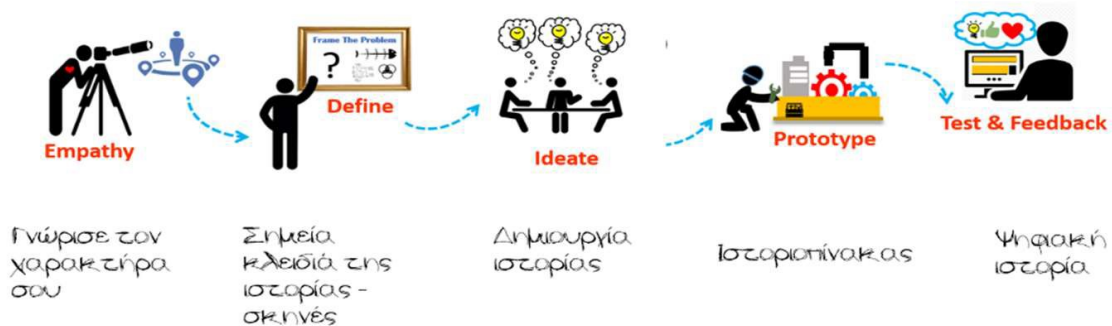 Frame The Problem
?
Define
Empathy
Ideate
Prototype
Test & Feedback
Γνώρισε τον
χαρακτήρα
σου
Σημεία
κλειδιά της
ιστορίας -
σκηνές
Δημιουργία
ιστορίας
Ιστοριοπίνακας
Ψηφιακή
ιστορία